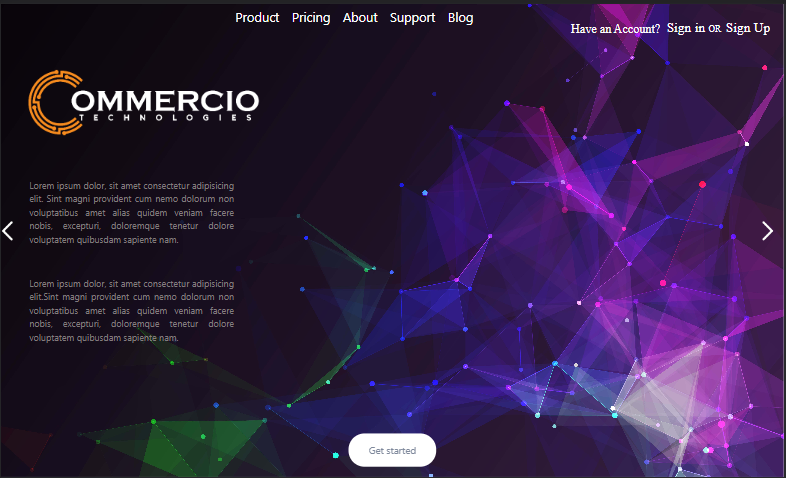 Product Pricing About Support Blog
Have an Account? Sign in OR Sign Up
COMMERCIO
TECHNOLOGIES
Lorem ipsum dolor, sit amet consectetur adipisicing
elit. Sint magni provident cum nemo dolorum non
voluptatibus amet alias quidem veniam facere
nobis, excepturi, doloremque tenetur dolore
voluptatem quibusdam sapiente nam.
Lorem ipsum dolor, sit amet consectetur adipisicing
elit.Sint magni provident cum nemo dolorum non
voluptatibus amet alias quidem veniam facere
nobis, excepturi, doloremque tenetur dolore
voluptatem quibusdam sapiente nam.
Get started